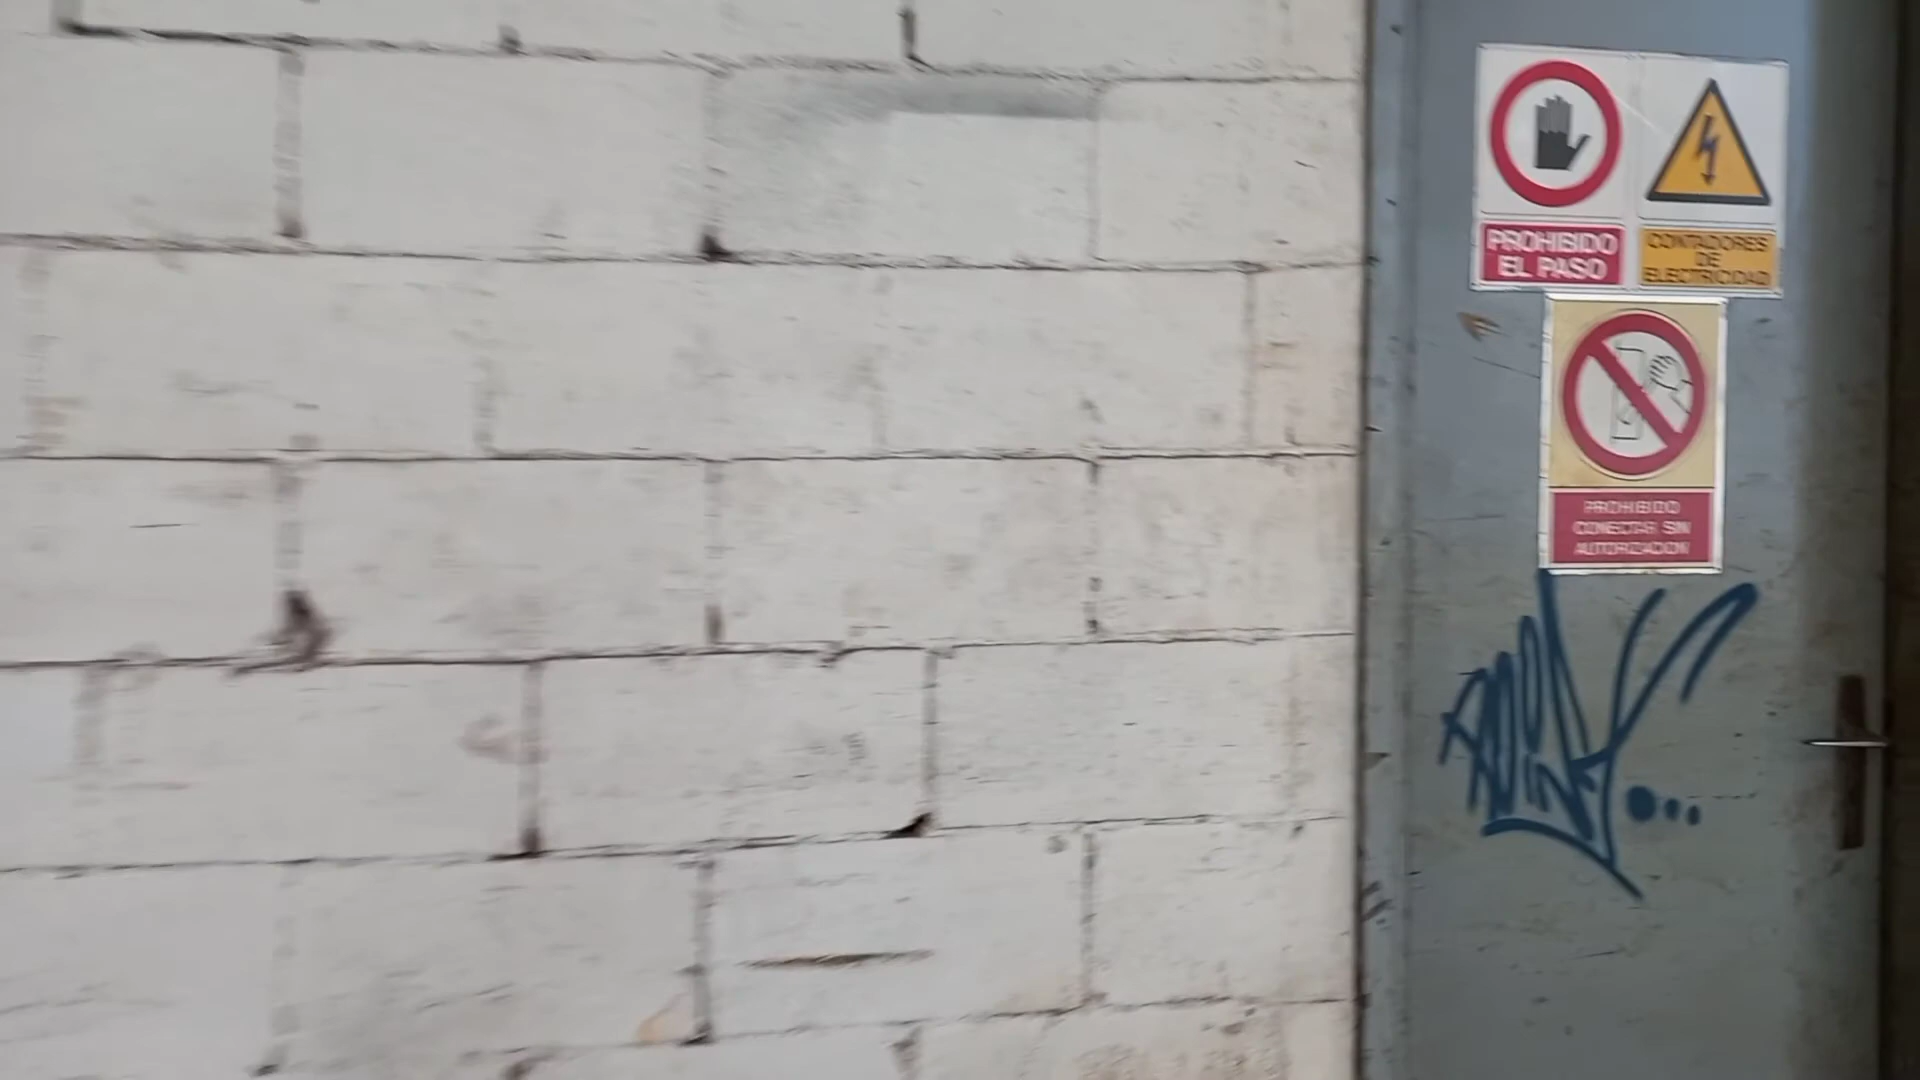 PROHIBIDO
EL PASO
CONTADORES
DE
ELECTRICIDAD
PROHIBIDO
CONECTAR SIN
AUTORIZACION